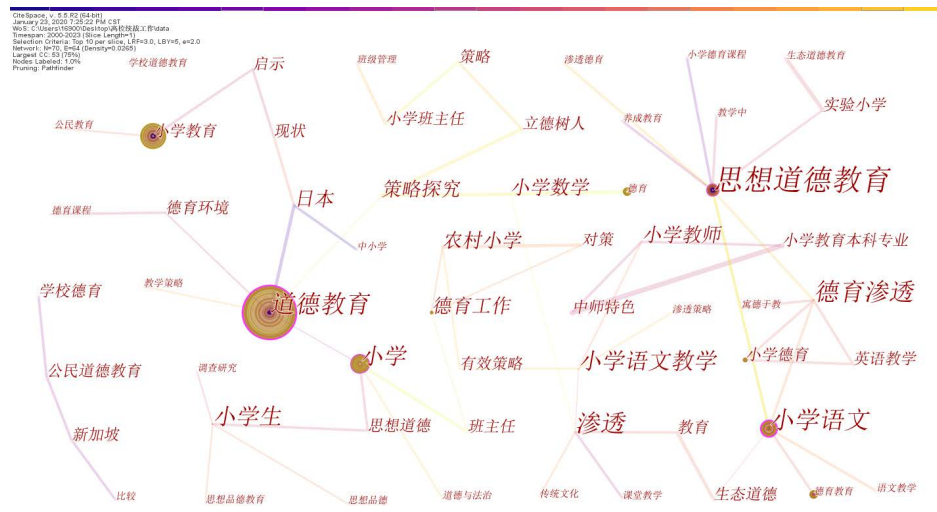 CiteSpace, v. 5.5.R2 (64-bit)
January 23, 2020 7:25:22 PM CST
WoS: C:\Users\16900\Desktop\高校统战工作\data
Timespan: 2000-2023 (Slice Length=1)
Selection Criteria: Top 10 per slice, LRF=3.0, LBY=5, e=2.0
Network: N=70, E=64 (Density=0.0265)
Largest CC: 53 (75%)
Nodes Labeled: 1.0%
Pruning: Pathfinder
学校道德教育
启示
班级管理
策略
渗透德育
小学德育课程
生态道德教育
公民教育
小学教育
现状
小学班主任
立德树人
养成教育
教学中
实验小学
德育课程
德育环境
日本
策略探究
小学数学
德育
思想道德教育
中小学
农村小学
对策
小学教师
小学教育本科专业
学校德育
教学策略
道德教育
德育工作
中师特色
渗透策略
寓德于教
德育渗透
公民道德教育
调查研究
小学
有效策略
小学语文教学
小学德育
英语教学
新加坡
小学生
思想道德
班主任
渗透
教育
小学语文
比较
思想品德教育
思想品德
道德与法治
传统文化
课堂教学
生态道德
德育教育
语文教学